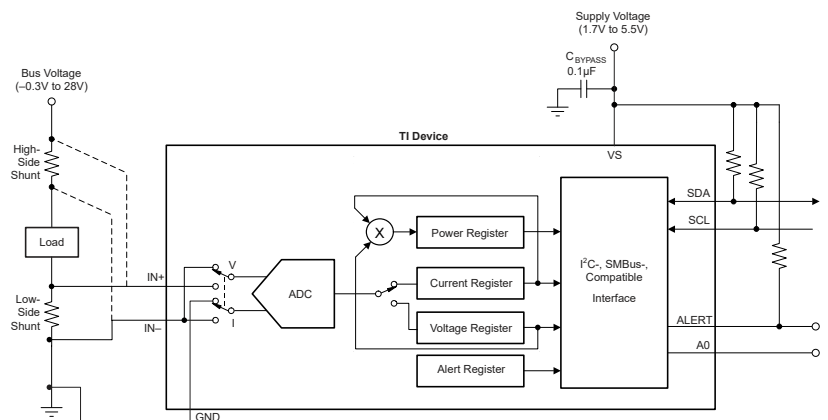 Supply Voltage
(1.7V to 5.5V)
C BYPASS
0.1µF
Bus Voltage
(–0.3V to 28V)
TI Device
VS
High-
Side
Shunt
SDA
SCL
X
Power Register
Load
I²C-, SMBus-,
Compatible
Interface
V
IN+
ADC
Current Register
Low-
Side
Shunt
IN–
I
Voltage Register
ALERT
A0
Alert Register
GND